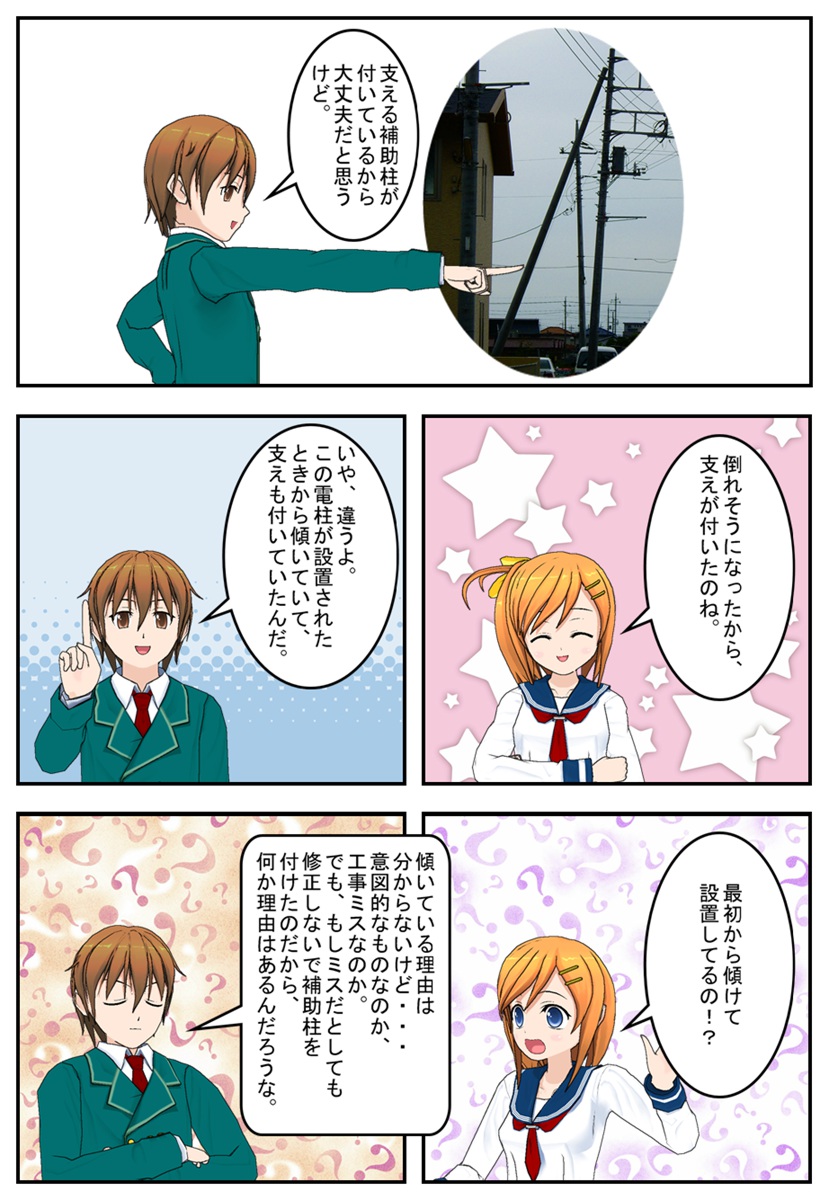 支える補助柱が
付いているから
大丈夫だと思う
けど。
倒れそうになったから、
支えが付いたのね。
いや、違うよ。
この電柱が設置された
ときから傾いていて、
支えも付いていたんだ。
最初から傾けて
設置してるの!?
傾いている理由は
分からないけど・・・
意図的なものなのか、
工事ミスなのか。
でも、もしミスだとしても
修正しないで補助柱を
付けたのだから、
何か理由はあるんだろうな。